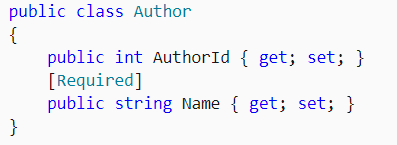 public class Author
{
    public int AuthorId { get; set; }
    [Required]
    public string Name { get; set; }
}